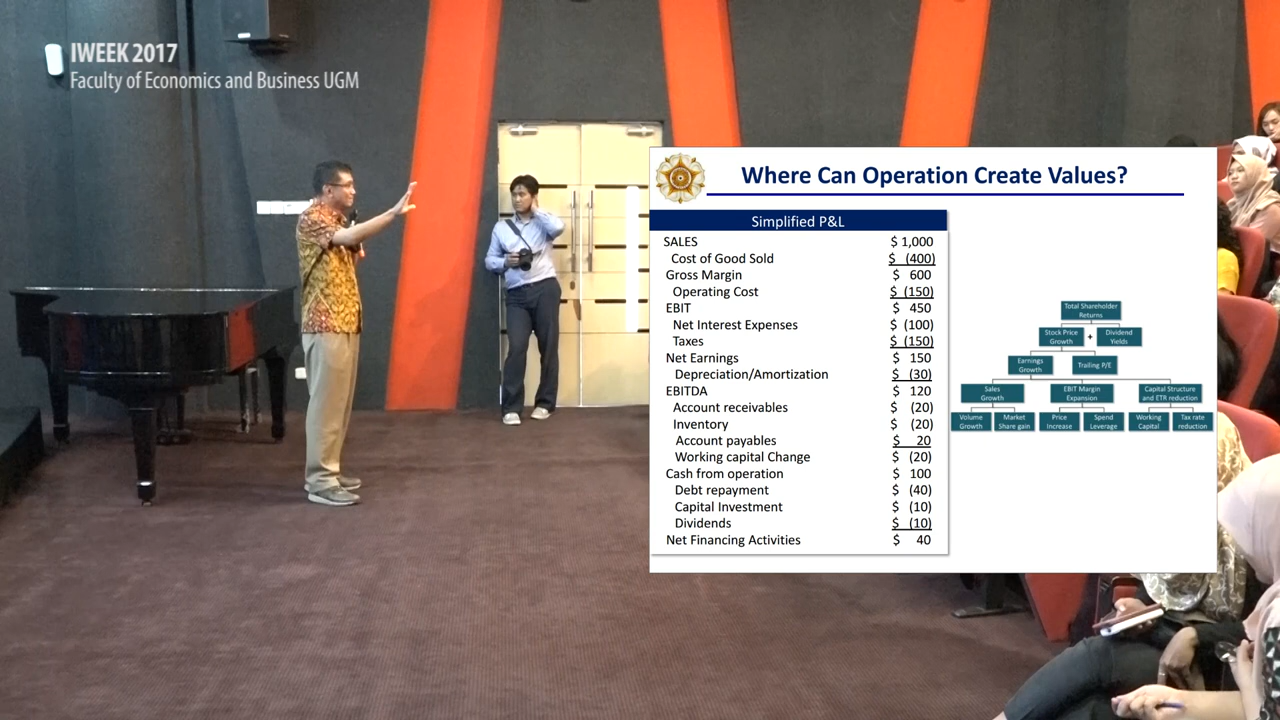 IWEEK 2017
Faculty of Economics and Business UGM
Where Can Operation Create Values?
Simplified P&L
SALES $ 1,000
Cost of Good Sold $ (400)
Gross Margin $ 600
Operating Cost $ (150)
EBIT $ 450
Net Interest Expenses $ (100)
Taxes $ (150)
Net Earnings $ 150
Depreciation/Amortization $ (30)
EBITDA $ 120
Account receivables $ (20)
Inventory $ (20)
Account payables $ 20
Working capital Change $ (20)
Cash from operation $ 100
Debt repayment $ (40)
Capital Investment $ (10)
Dividends $ (10)
Net Financing Activities $ 40
Total Shareholder
Returns
Stock Price
Growth
+
Dividend
Yields
Earnings
Growth
Trailing P/E
Sales
Growth
EBIT Margin
Expansion
Capital Structure
and ETR reduction
Volume
Growth
Market
Share gain
Price
Increase
Spend
Leverage
Working
Capital
Tax rate
reduction